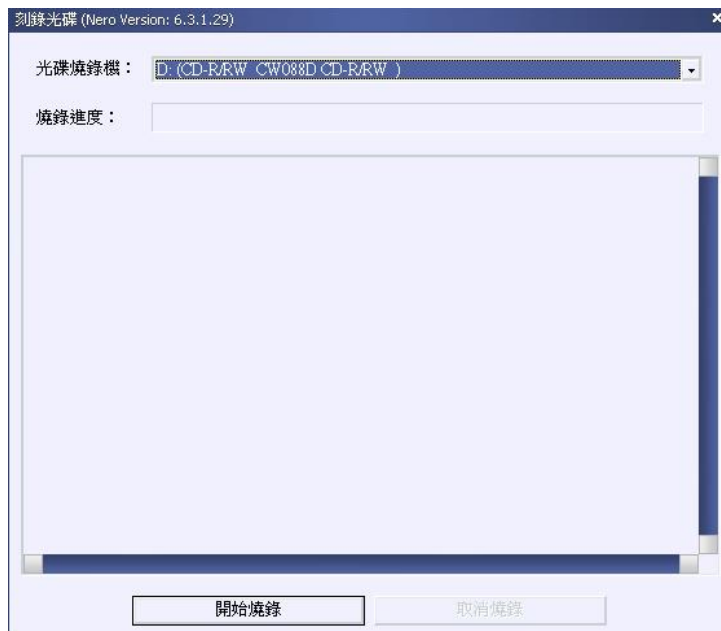 刻錄光碟 (Nero Version: 6.3.1.29)
光碟燒錄機：
D: (CD-R/RW CW088D CD-R/RW )
燒錄進度：
開始燒錄
取消燒錄